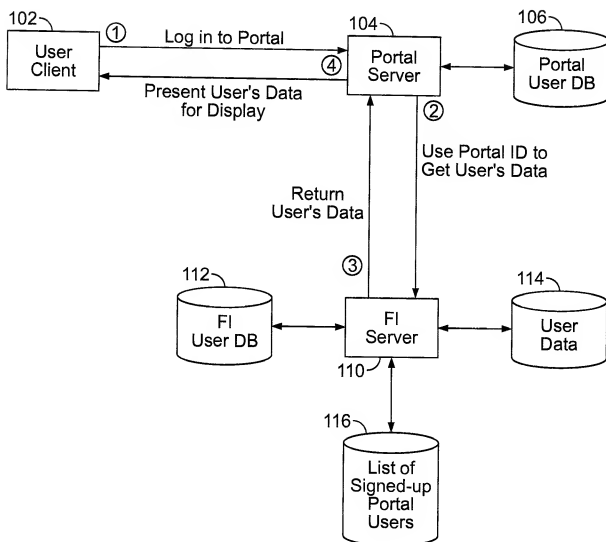 102
User
Client
①
Log in to Portal
④
Present User's Data
for Display
104
Portal
Server
②
106
Portal
User DB
Use Portal ID to
Get User's Data
Return
User's Data
③
112
FI
User DB
FI
Server
110
114
User
Data
116
List of
Signed-up
Portal
Users